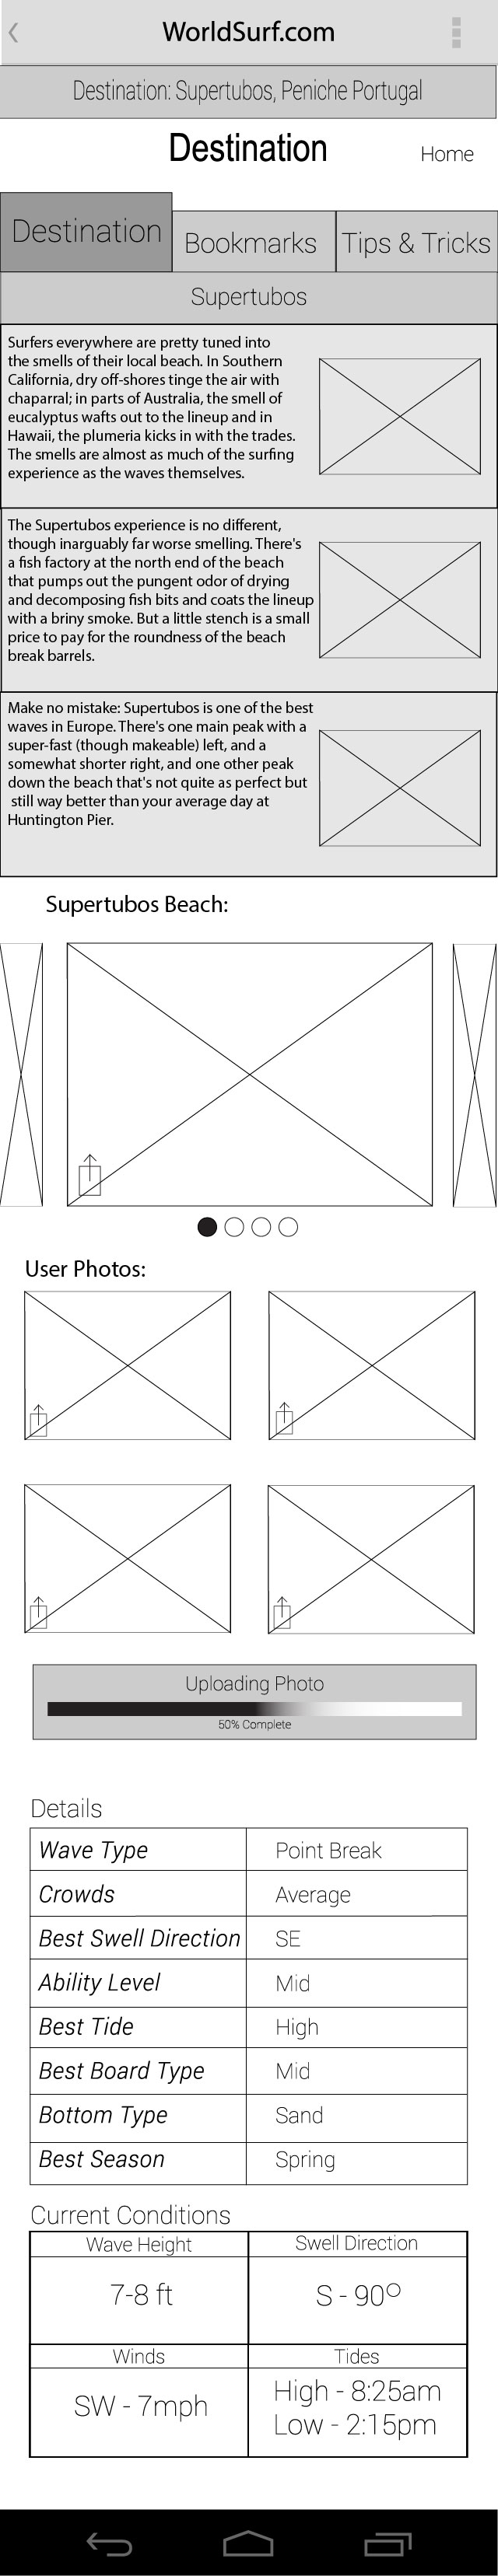 WorldSurf.com
Destination: Supertubos, Peniche Portugal
Destination
Home
Destination
Bookmarks
Tips & Tricks
Supertubos
Surfers everywhere are pretty tuned into
the smells of their local beach. In Southern
California, dry off-shores tinge the air with
chaparral; in parts of Australia, the smell of
eucalyptus wafts out to the lineup and in
Hawaii, the plumeria kicks in with the trades.
The smells are almost as much of the surfing
experience as the waves themselves.
The Supertubos experience is no different,
though inarguably far worse smelling. There's
a fish factory at the north end of the beach
that pumps out the pungent odor of drying
and decomposing fish bits and coats the lineup
with a briny smoke. But a little stench is a small
price to pay for the roundness of the beach
break barrels.
Make no mistake: Supertubos is one of the best
waves in Europe. There's one main peak with a
super-fast (though makeable) left, and a
somewhat shorter right, and one other peak
down the beach that's not quite as perfect but
still way better than your average day at
Huntington Pier.
Supertubos Beach:
User Photos:
Uploading Photo
50% Complete
Details
Wave Type
Point Break
Crowds
Average
Best Swell Direction
SE
Ability Level
Mid
Best Tide
High
Best Board Type
Mid
Bottom Type
Sand
Best Season
Spring
Current Conditions
Wave Height
Swell Direction
7-8 ft
S - 90°
Winds
Tides
SW - 7mph
High - 8:25am
Low - 2:15pm